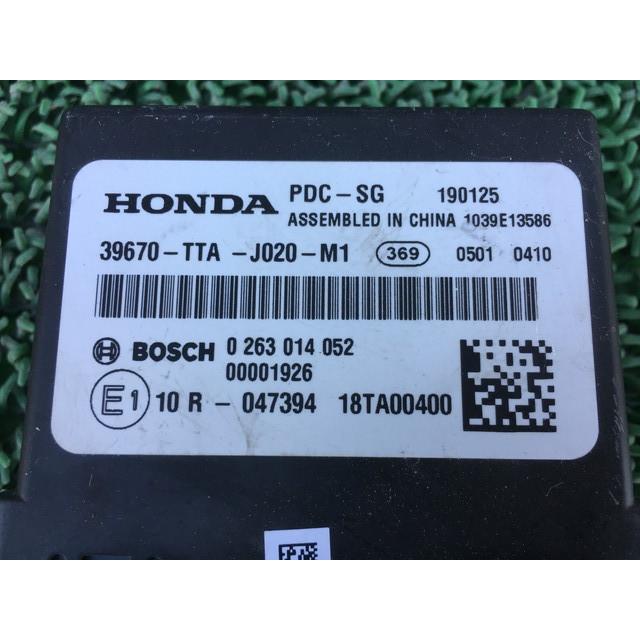 HONDA PDC-SG 190125
ASSEMBLED IN CHINA 1039E13586
39670-TTA -J020-M1 369 0501 0410
BOSCH 0 263 014 052
00001926
E1 10 R - 047394 18TA00400